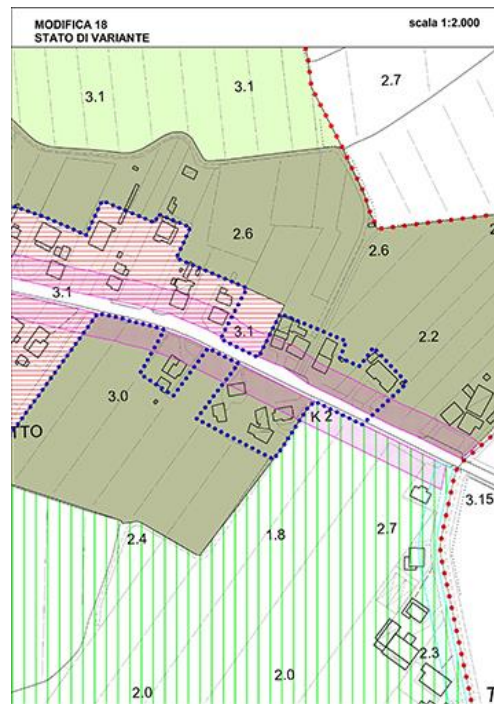 MODIFICA 18
scala 1:2.000
STATO DI VARIANTE
3.1
3.1
2.7
2.6
2.6
3.1
3.1
2.2
3.0
K 2
TTO
3.15
2.4
1.8
2.7
2.3
2.0
2.0
T